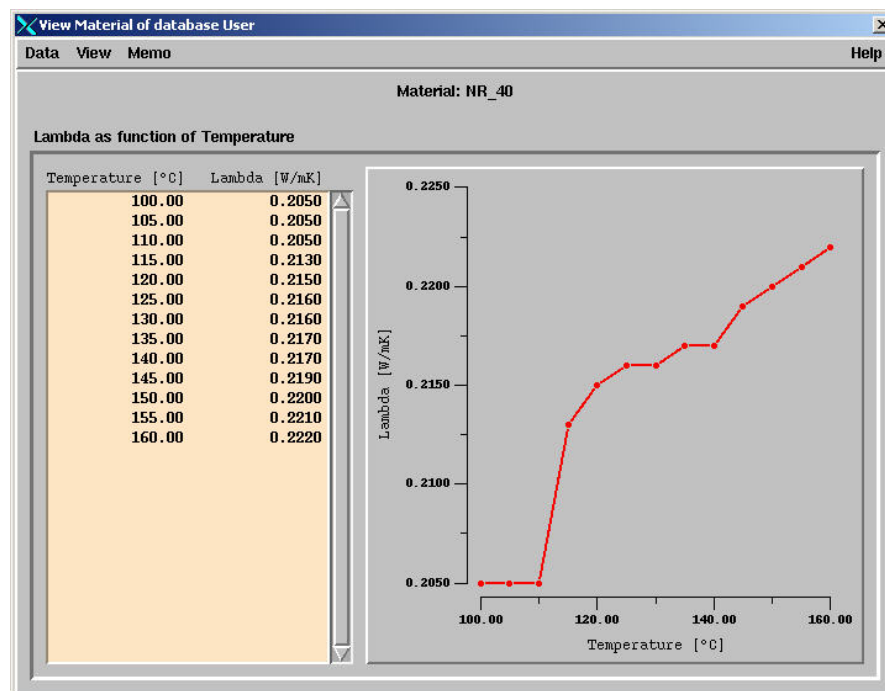 View Material of database User
Data View Memo Help
Material: NR_40
Lambda as function of Temperature
Temperature [°C] Lambda [W/mK]
100.00 0.2050
105.00 0.2050
110.00 0.2050
115.00 0.2130
120.00 0.2150
125.00 0.2160
130.00 0.2160
135.00 0.2170
140.00 0.2170
145.00 0.2190
150.00 0.2200
155.00 0.2210
160.00 0.2220
0.2250
0.2200
0.2150
0.2100
0.2050
Lambda [W/mK]
100.00 120.00 140.00 160.00
Temperature [°C]